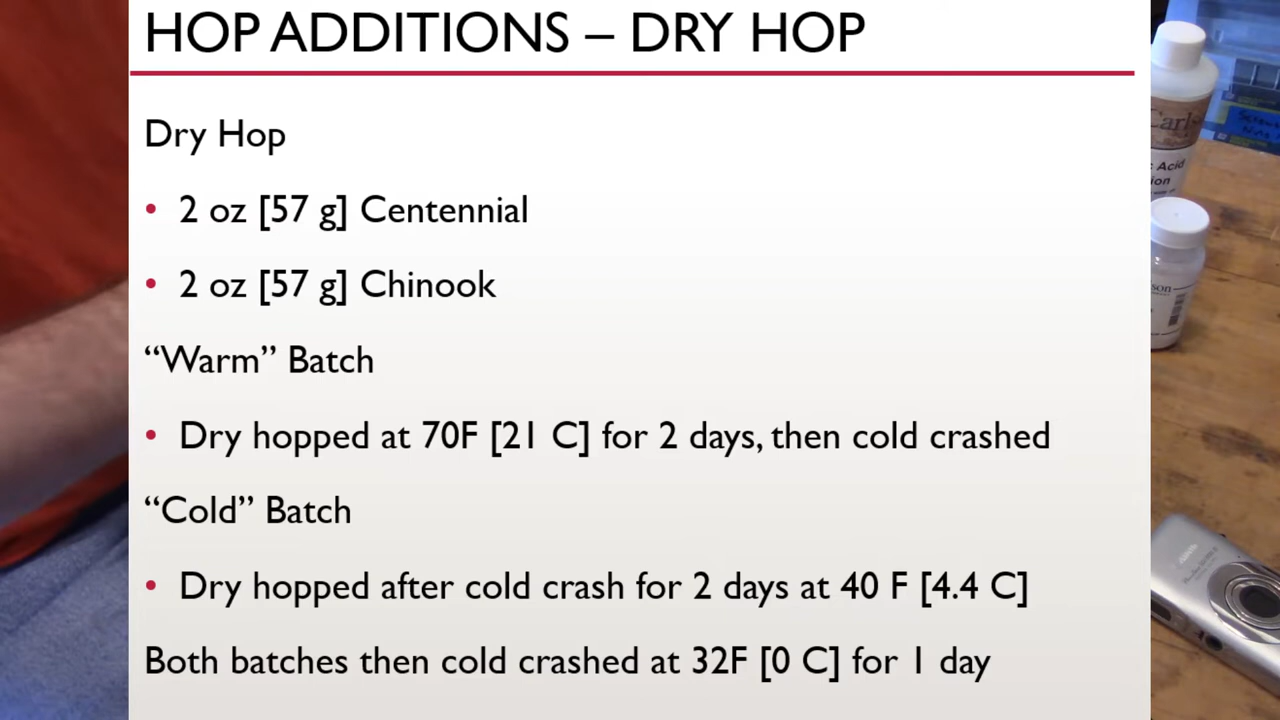 HOP ADDITIONS – DRY HOP
Dry Hop
• 2 oz [57 g] Centennial
• 2 oz [57 g] Chinook
“Warm” Batch
• Dry hopped at 70F [21 C] for 2 days, then cold crashed
“Cold” Batch
• Dry hopped after cold crash for 2 days at 40 F [4.4 C]
Both batches then cold crashed at 32F [0 C] for 1 day
Carl
Acid